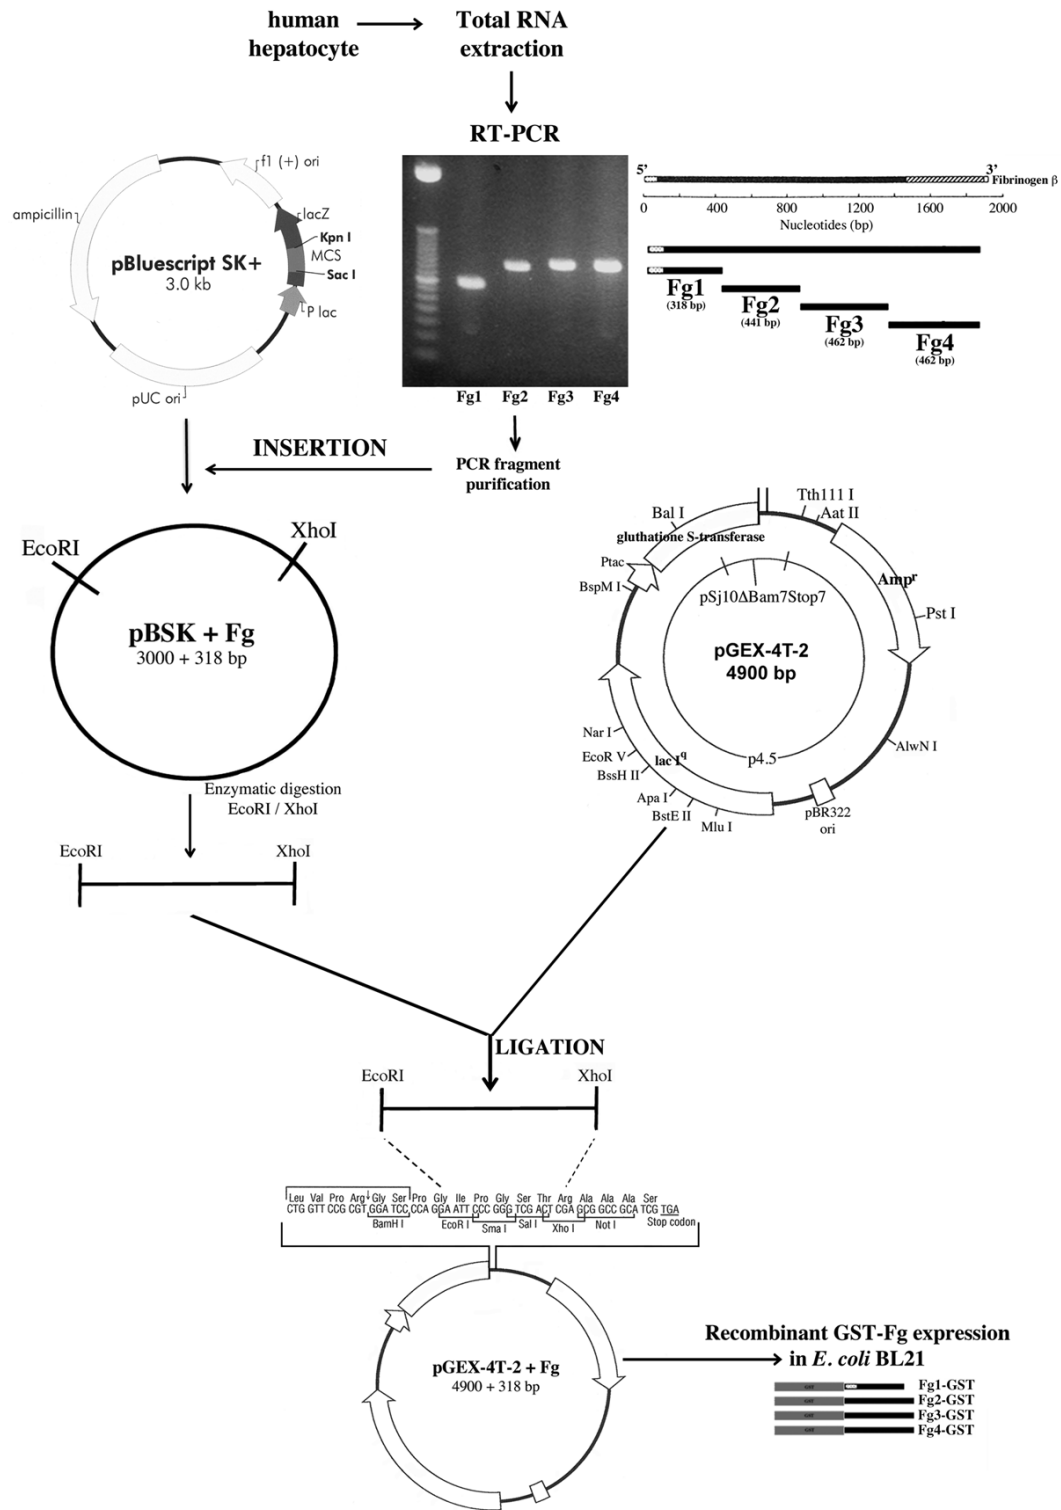 human
hepatocyte
Total RNA
extraction
RT-PCR
f1 (+) ori
ampicillin
lacZ
Kpn I
MCS
pBluescript SK+
3.0 kb
Sac I
P lac
pUC ori
Fg1 Fg2 Fg3 Fg4
5' 3'
Fibrinogen β
0 400 800 1200 1600 2000
Nucleotides (bp)
Fg1
(318 bp)
Fg2
(441 bp)
Fg3
(462 bp)
Fg4
(462 bp)
INSERTION
PCR fragment
purification
EcoRI
XhoI
pBSK + Fg
3000 + 318 bp
Enzymatic digestion
EcoRI / XhoI
EcoRI XhoI
Tth111 I
Bal I
Aat II
gluthatione S-transferase
Ptac
BspM I
Ampr
pSj10ΔBam7Stop7
Pst I
pGEX-4T-2
4900 bp
Nar I
EcoR V
lac Iq
p4.5
AlwN I
BssH II
Apa I
BstE II
Mlu I
pBR322
ori
LIGATION
EcoRI XhoI
Leu Val Pro Arg Gly Ser Pro Gly Ile Pro Gly Ser Thr Arg Ala Ala Ala Ser
CTG GTT CCG CGT GGA TCC CCA GGA ATT CCC GGG TCG ACT CGA GCG GCC GCA TCG TGA
BamH I EcoR I Sma I Sal I Xho I Not I Stop codon
pGEX-4T-2 + Fg
4900 + 318 bp
Recombinant GST-Fg expression
in E. coli BL21
GST Fg1-GST
GST Fg2-GST
GST Fg3-GST
GST Fg4-GST